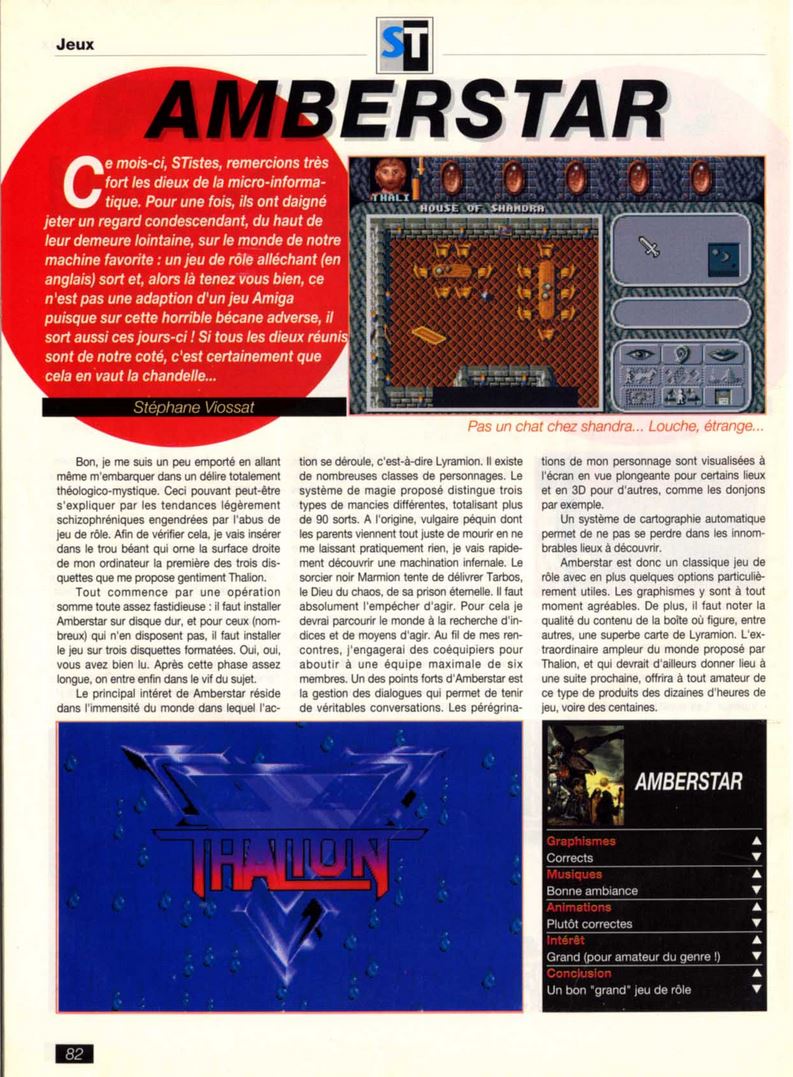 Jeux
ST
AMBERSTAR
Ce mois-ci, STistes, remercions très
fort les dieux de la micro-informa-
tique. Pour une fois, ils ont daigné
jeter un regard condescendant, du haut de
leur demeure lointaine, sur le monde de notre
machine favorite : un jeu de rôle alléchant (en
anglais) sort et, alors là tenez vous bien, ce
n'est pas une adaption d'un jeu Amiga
puisque sur cette horrible bécane adverse, il
sort aussi ces jours-ci ! Si tous les dieux réunis
sont de notre coté, c'est certainement que
cela en vaut la chandelle...
Stéphane Viossat
THALI
HOUSE OF SHANDRA
Pas un chat chez shandra... Louche, étrange...
Bon, je me suis un peu emporté en allant
même m'embarquer dans un délire totalement
théologico-mystique. Ceci pouvant peut-être
s'expliquer par les tendances légèrement
schizophréniques engendrées par l'abus de
jeu de rôle. Afin de vérifier cela, je vais insérer
dans le trou béant qui orne la surface droite
de mon ordinateur la première des trois dis-
quettes que me propose gentiment Thalion.
Tout commence par une opération
somme toute assez fastidieuse : il faut installer
Amberstar sur disque dur, et pour ceux (nom-
breux) qui n'en disposent pas, il faut installer
le jeu sur trois disquettes formatées. Oui, oui,
vous avez bien lu. Après cette phase assez
longue, on entre enfin dans le vif du sujet.
Le principal intéret de Amberstar réside
dans l'immensité du monde dans lequel l'ac-
tion se déroule, c'est-à-dire Lyramion. Il existe
de nombreuses classes de personnages. Le
système de magie proposé distingue trois
types de mancies différentes, totalisant plus
de 90 sorts. A l'origine, vulgaire péquin dont
les parents viennent tout juste de mourir en ne
me laissant pratiquement rien, je vais rapide-
ment découvrir une machination infernale. Le
sorcier noir Marmion tente de délivrer Tarbos,
le Dieu du chaos, de sa prison éternelle. Il faut
absolument l'empécher d'agir. Pour cela je
devrai parcourir le monde à la recherche d'in-
dices et de moyens d'agir. Au fil de mes ren-
contres, j'engagerai des coéquipiers pour
aboutir à une équipe maximale de six
membres. Un des points forts d'Amberstar est
la gestion des dialogues qui permet de tenir
de véritables conversations. Les pérégrina-
tions de mon personnage sont visualisées à
l'écran en vue plongeante pour certains lieux
et en 3D pour d'autres, comme les donjons
par exemple.
Un système de cartographie automatique
permet de ne pas se perdre dans les innom-
brables lieux à découvrir.
Amberstar est donc un classique jeu de
rôle avec en plus quelques options particuliè-
rement utiles. Les graphismes y sont à tout
moment agréables. De plus, il faut noter la
qualité du contenu de la boîte où figure, entre
autres, une superbe carte de Lyramion. L'ex-
traordinaire ampleur du monde proposé par
Thalion, et qui devrait d'ailleurs donner lieu à
une suite prochaine, offrira à tout amateur de
ce type de produits des dizaines d'heures de
jeu, voire des centaines.
THALION
AMBERSTAR
Graphismes
Corrects
Musiques
Bonne ambiance
Animations
Plutôt correctes
Intérêt
Grand (pour amateur du genre !)
Conclusion
Un bon "grand" jeu de rôle
82